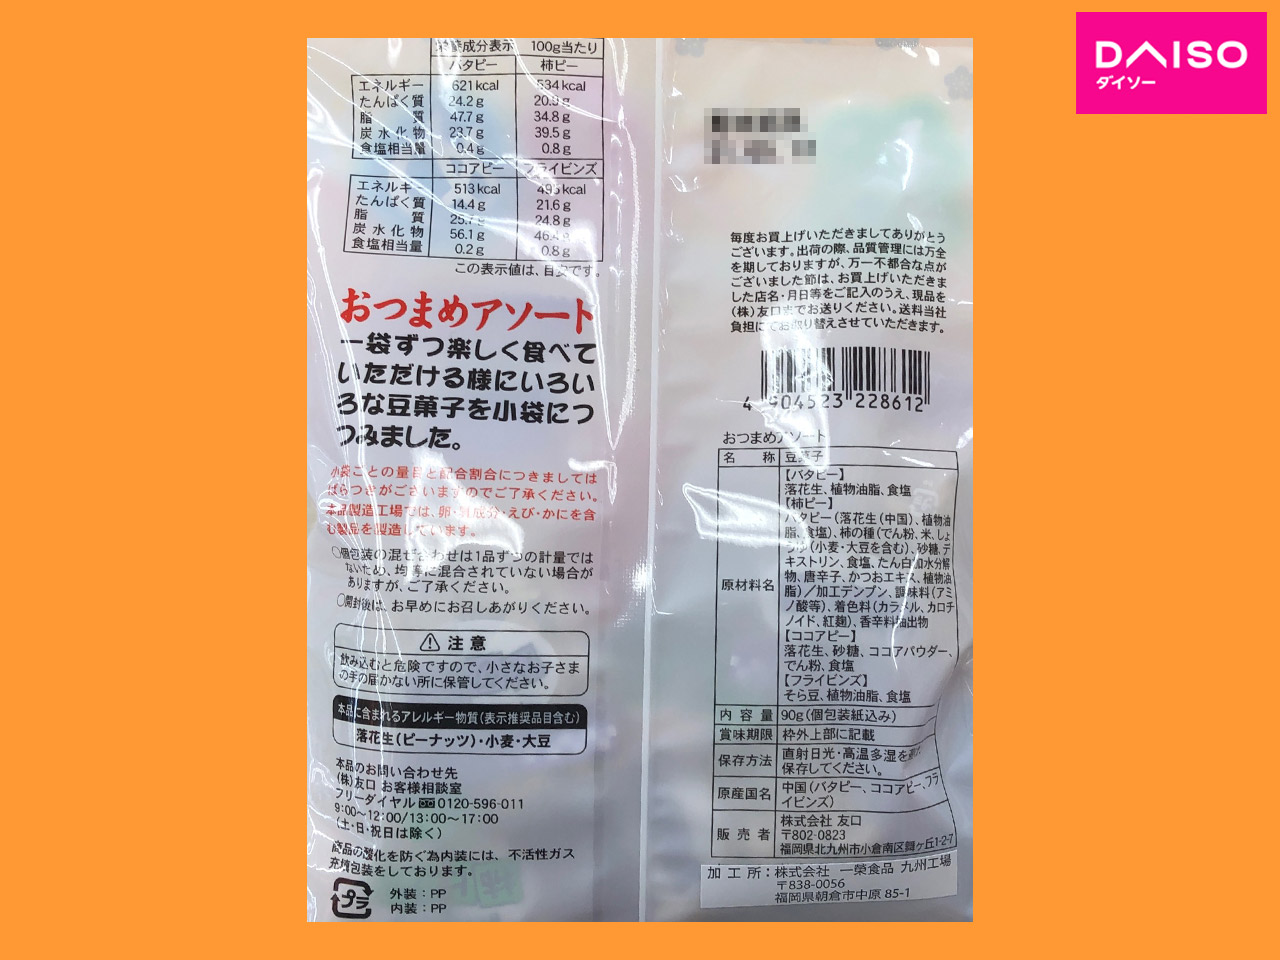 栄養成分表示 100g当たり
バタピー 柿ピー
エネルギー 621kcal 534kcal
たんぱく質 24.2g 20.9g
脂質 47.7g 34.8g
炭水化物 23.7g 39.5g
食塩相当量 0.4g 0.8g
ココアピー フライビンズ
エネルギー 513kcal
たんぱく質 14.4g 21.6g
脂質 24.8g
炭水化物 56.1g
食塩相当量 0.2g 0.8g
この表示値は、目安です。
おつまめアソート
一袋ずつ楽しく食べて
いただける様にいろい
ろな豆菓子を小袋につ
つみました。
小袋ごとの量目と配合割合につきましては
ばらつきがございますのでご了承ください。
本品製造工場では、卵・乳成分・えび・かにを含
む製品を製造しています。
○個包装の混ぜ合わせは1品ずつの計量では
ないため、均等に混合されていない場合が
ありますが、ご了承ください。
○開封後は、お早めにお召しあがりください。
⚠注意
飲み込むと危険ですので、小さなお子さま
の手の届かない所に保管してください。
本品に含まれるアレルギー物質(表示推奨品目含む)
落花生(ピーナッツ)・小麦・大豆
本品のお問い合わせ先
(株)友口 お客様相談室
フリーダイヤル 0120-596-011
9:00〜12:00/13:00〜17:00
(土・日・祝日は除く)
商品の酸化を防ぐ為内装には、不活性ガス
充填包装をしております。
プラ
外装:PP
内装:PP
DAISO
ダイソー
毎度お買上げいただきましてありがとう
ございます。出荷の際、品質管理には万全
を期しておりますが、万一不都合な点が
ございました節は、お買上げいただきま
した店名・月日等をご記入のうえ、現品を
(株)友口までお送りください。送料当社
負担にてお取り替えさせていただきます。
4 904523 228612
おつまめアソート
名称 豆菓子
原材料名
【バタピー】
落花生、植物油脂、食塩
【柿ピー】
バタピー(落花生(中国)、植物油
脂、食塩)、柿の種(でん粉、米、しょ
うゆ(小麦・大豆を含む)、砂糖、デ
キストリン、食塩、たん白加水分解
物、唐辛子、かつおエキス、植物油
脂)/加工デンプン、調味料(アミ
ノ酸等)、着色料(カラメル、カロチ
ノイド、紅麹)、香辛料抽出物
【ココアピー】
落花生、砂糖、ココアパウダー、
でん粉、食塩
【フライビンズ】
そら豆、植物油脂、食塩
内容量 90g(個包装紙込み)
賞味期限 枠外上部に記載
保存方法 直射日光・高温多湿を避け
保存してください。
原産国名 中国(バタピー、ココアピー、フラ
イビンズ)
販売者 株式会社 友口
〒802-0823
福岡県北九州市小倉南区舞ヶ丘1-2-7
加工所:株式会社 一榮食品 九州工場
〒838-0056
福岡県朝倉市中原 85-1